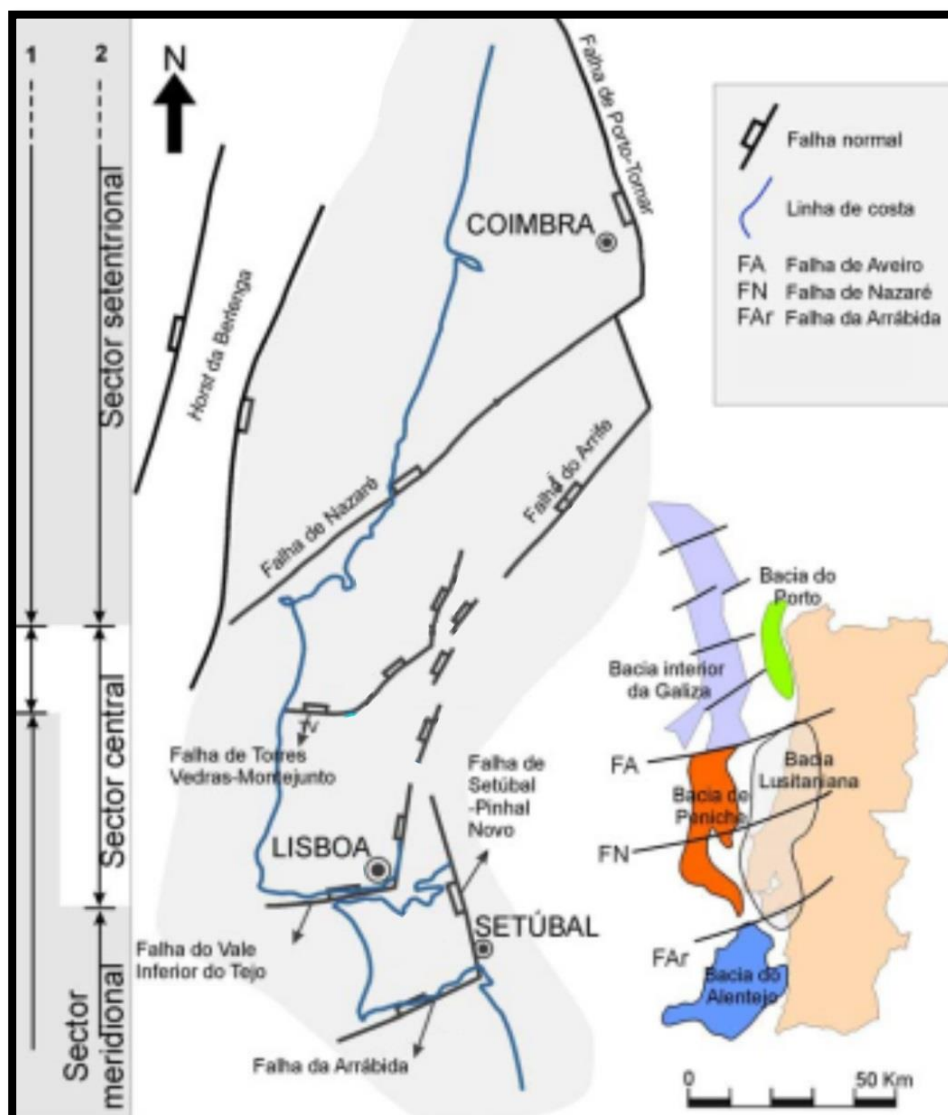 1
2
N
Sector setentrional
Sector central
Sector
meridional
Horst da Berlenga
Falha de Porto-Tomar
COIMBRA
Falha de Nazaré
Falha do Arrife
Falha de Torres
Vedras-Montejunto
Falha de
Setúbal
-Pinhal
Novo
LISBOA
SETÚBAL
Falha do Vale
Inferior do Tejo
Falha da Arrábida
Falha normal
Linha de costa
FA Falha de Aveiro
FN Falha de Nazaré
FAr Falha da Arrábida
Bacia do
Porto
Bacia interior
da Galiza
FA
Bacia
Lusitaniana
Bacia de
Peniche
FN
FAr
Bacia do
Alentejo
0 50 Km